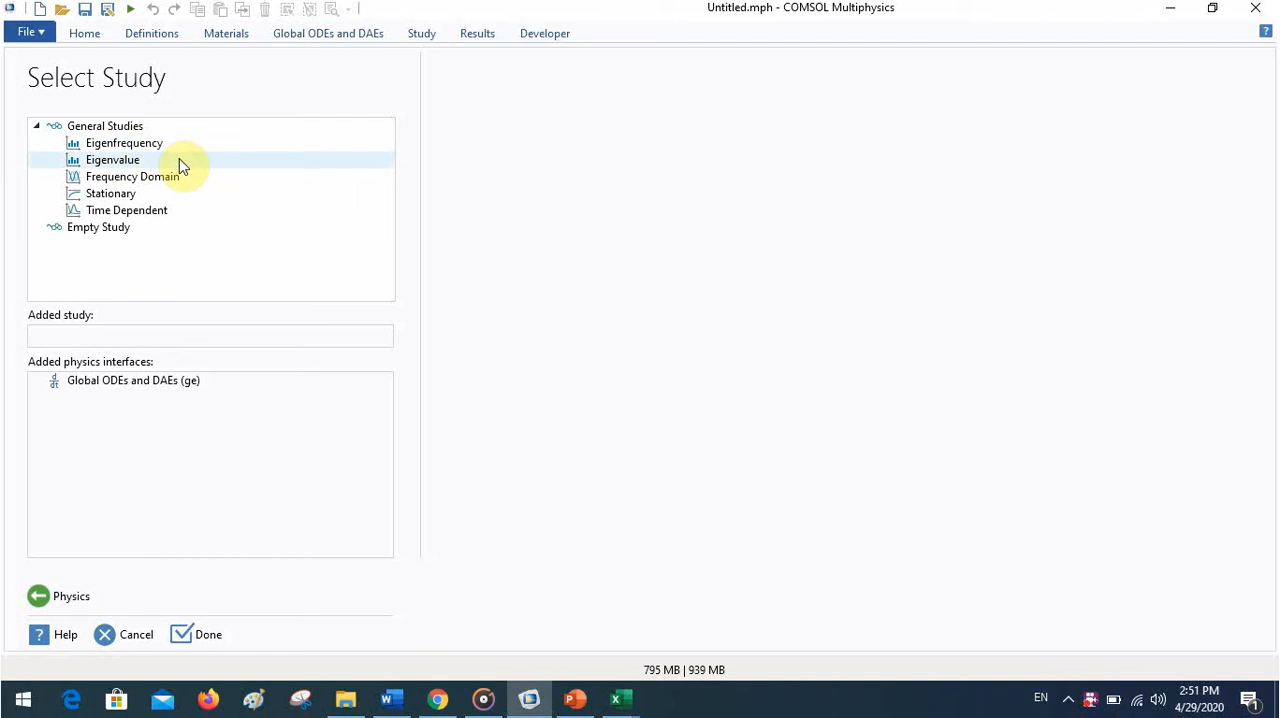 Untitled.mph - COMSOL Multiphysics
File
Home
Definitions
Materials
Global ODEs and DAEs
Study
Results
Developer
?
Select Study
General Studies
Eigenfrequency
Eigenvalue
Frequency Domain
Stationary
Time Dependent
Empty Study
Added study:
Added physics interfaces:
d
dt
Global ODEs and DAEs (ge)
Physics
? Help
Cancel
Done
795 MB | 939 MB
EN
2:51 PM
4/29/2020
1